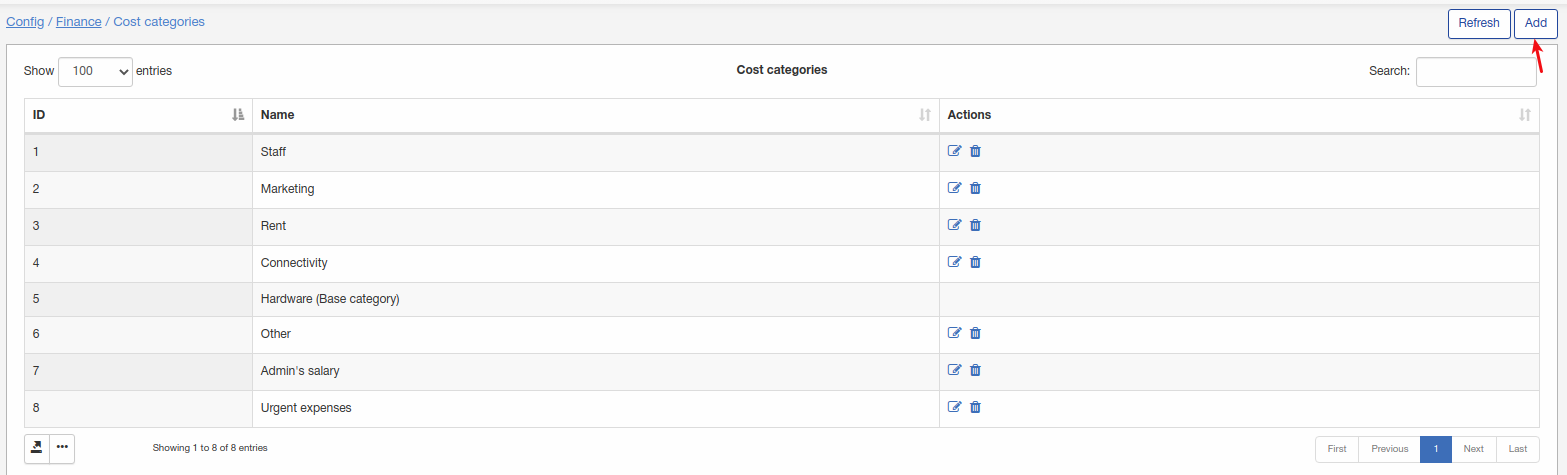 Config / Finance / Cost categories
Refresh Add
Show 100 entries Cost categories Search:
ID Name Actions
1 Staff
2 Marketing
3 Rent
4 Connectivity
5 Hardware (Base category)
6 Other
7 Admin's salary
8 Urgent expenses
Showing 1 to 8 of 8 entries First Previous 1 Next Last